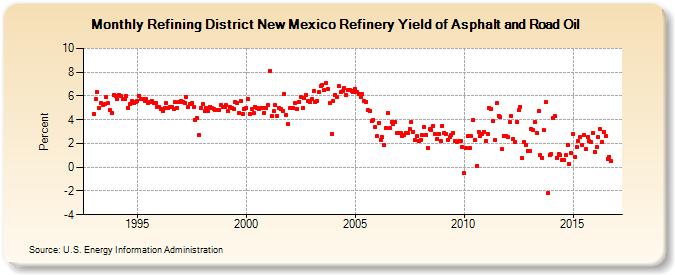 Monthly Refining District New Mexico Refinery Yield of Asphalt and Road Oil
Percent
10
8
6
4
2
0
-2
-4
1995 2000 2005 2010 2015
Source: U.S. Energy Information Administration